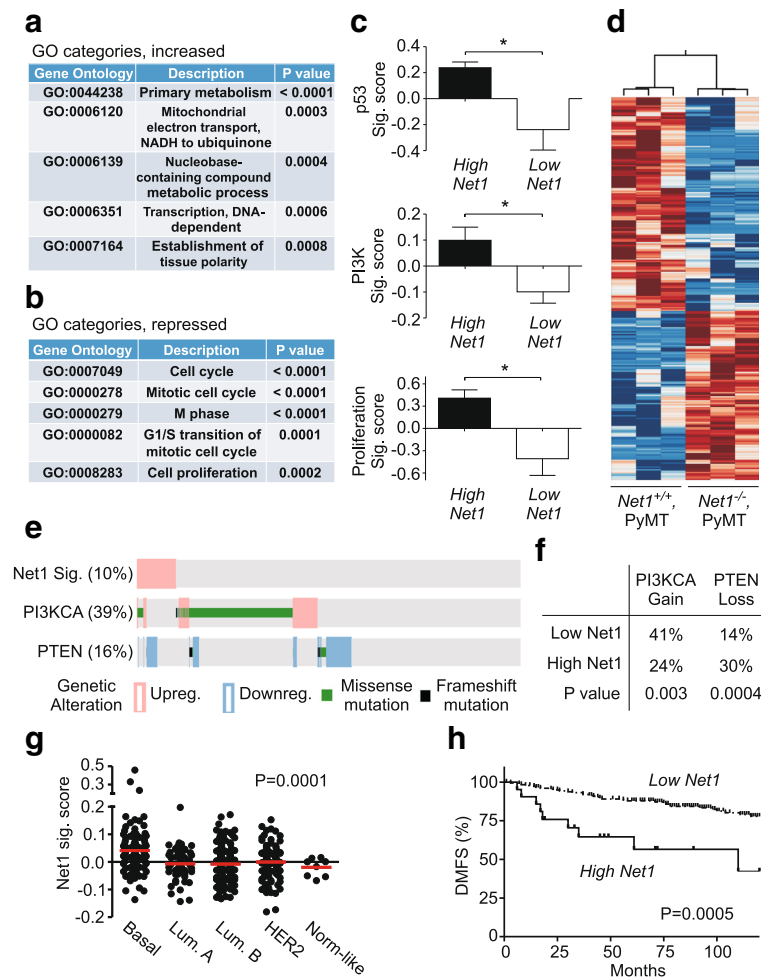 a
GO categories, increased
Gene Ontology Description P value
GO:0044238 Primary metabolism < 0.0001
GO:0006120 Mitochondrial 0.0003
electron transport,
NADH to ubiquinone
GO:0006139 Nucleobase- 0.0004
containing compound
metabolic process
GO:0006351 Transcription, DNA- 0.0006
dependent
GO:0007164 Establishment of 0.0008
tissue polarity
b
GO categories, repressed
Gene Ontology Description P value
GO:0007049 Cell cycle < 0.0001
GO:0000278 Mitotic cell cycle < 0.0001
GO:0000279 M phase < 0.0001
GO:0000082 G1/S transition of 0.0001
mitotic cell cycle
GO:0008283 Cell proliferation 0.0002
c
p53
Sig. score
0.4
0.2
0.0
-0.2
-0.4
*
High
Net1
Low
Net1
PI3K
Sig. score
0.2
0.1
0.0
-0.1
-0.2
*
High
Net1
Low
Net1
Proliferation
Sig. score
0.6
0.3
0.0
-0.3
-0.6
*
High
Net1
Low
Net1
d
Net1+/+,
PyMT
Net1-/-,
PyMT
e
Net1 Sig. (10%)
PI3KCA (39%)
PTEN (16%)
Genetic
Alteration
Upreg.
Downreg.
Missense
mutation
Frameshift
mutation
f
PI3KCA PTEN
Gain Loss
Low Net1 41% 14%
High Net1 24% 30%
P value 0.003 0.0004
g
Net1 sig. score
0.5
0.3
0.2
0.1
0.0
-0.1
-0.2
P=0.0001
Basal
Lum. A
Lum. B
HER2
Norm-like
h
DMFS (%)
100
75
50
25
0
Low Net1
High Net1
P=0.0005
0 25 50 75 100
Months